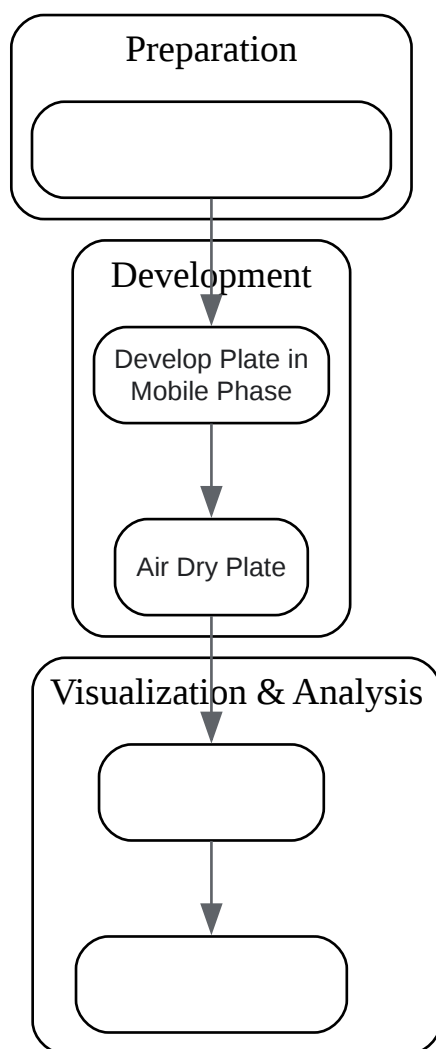 Preparation
Development
Develop Plate in
Mobile Phase
Air Dry Plate
Visualization & Analysis